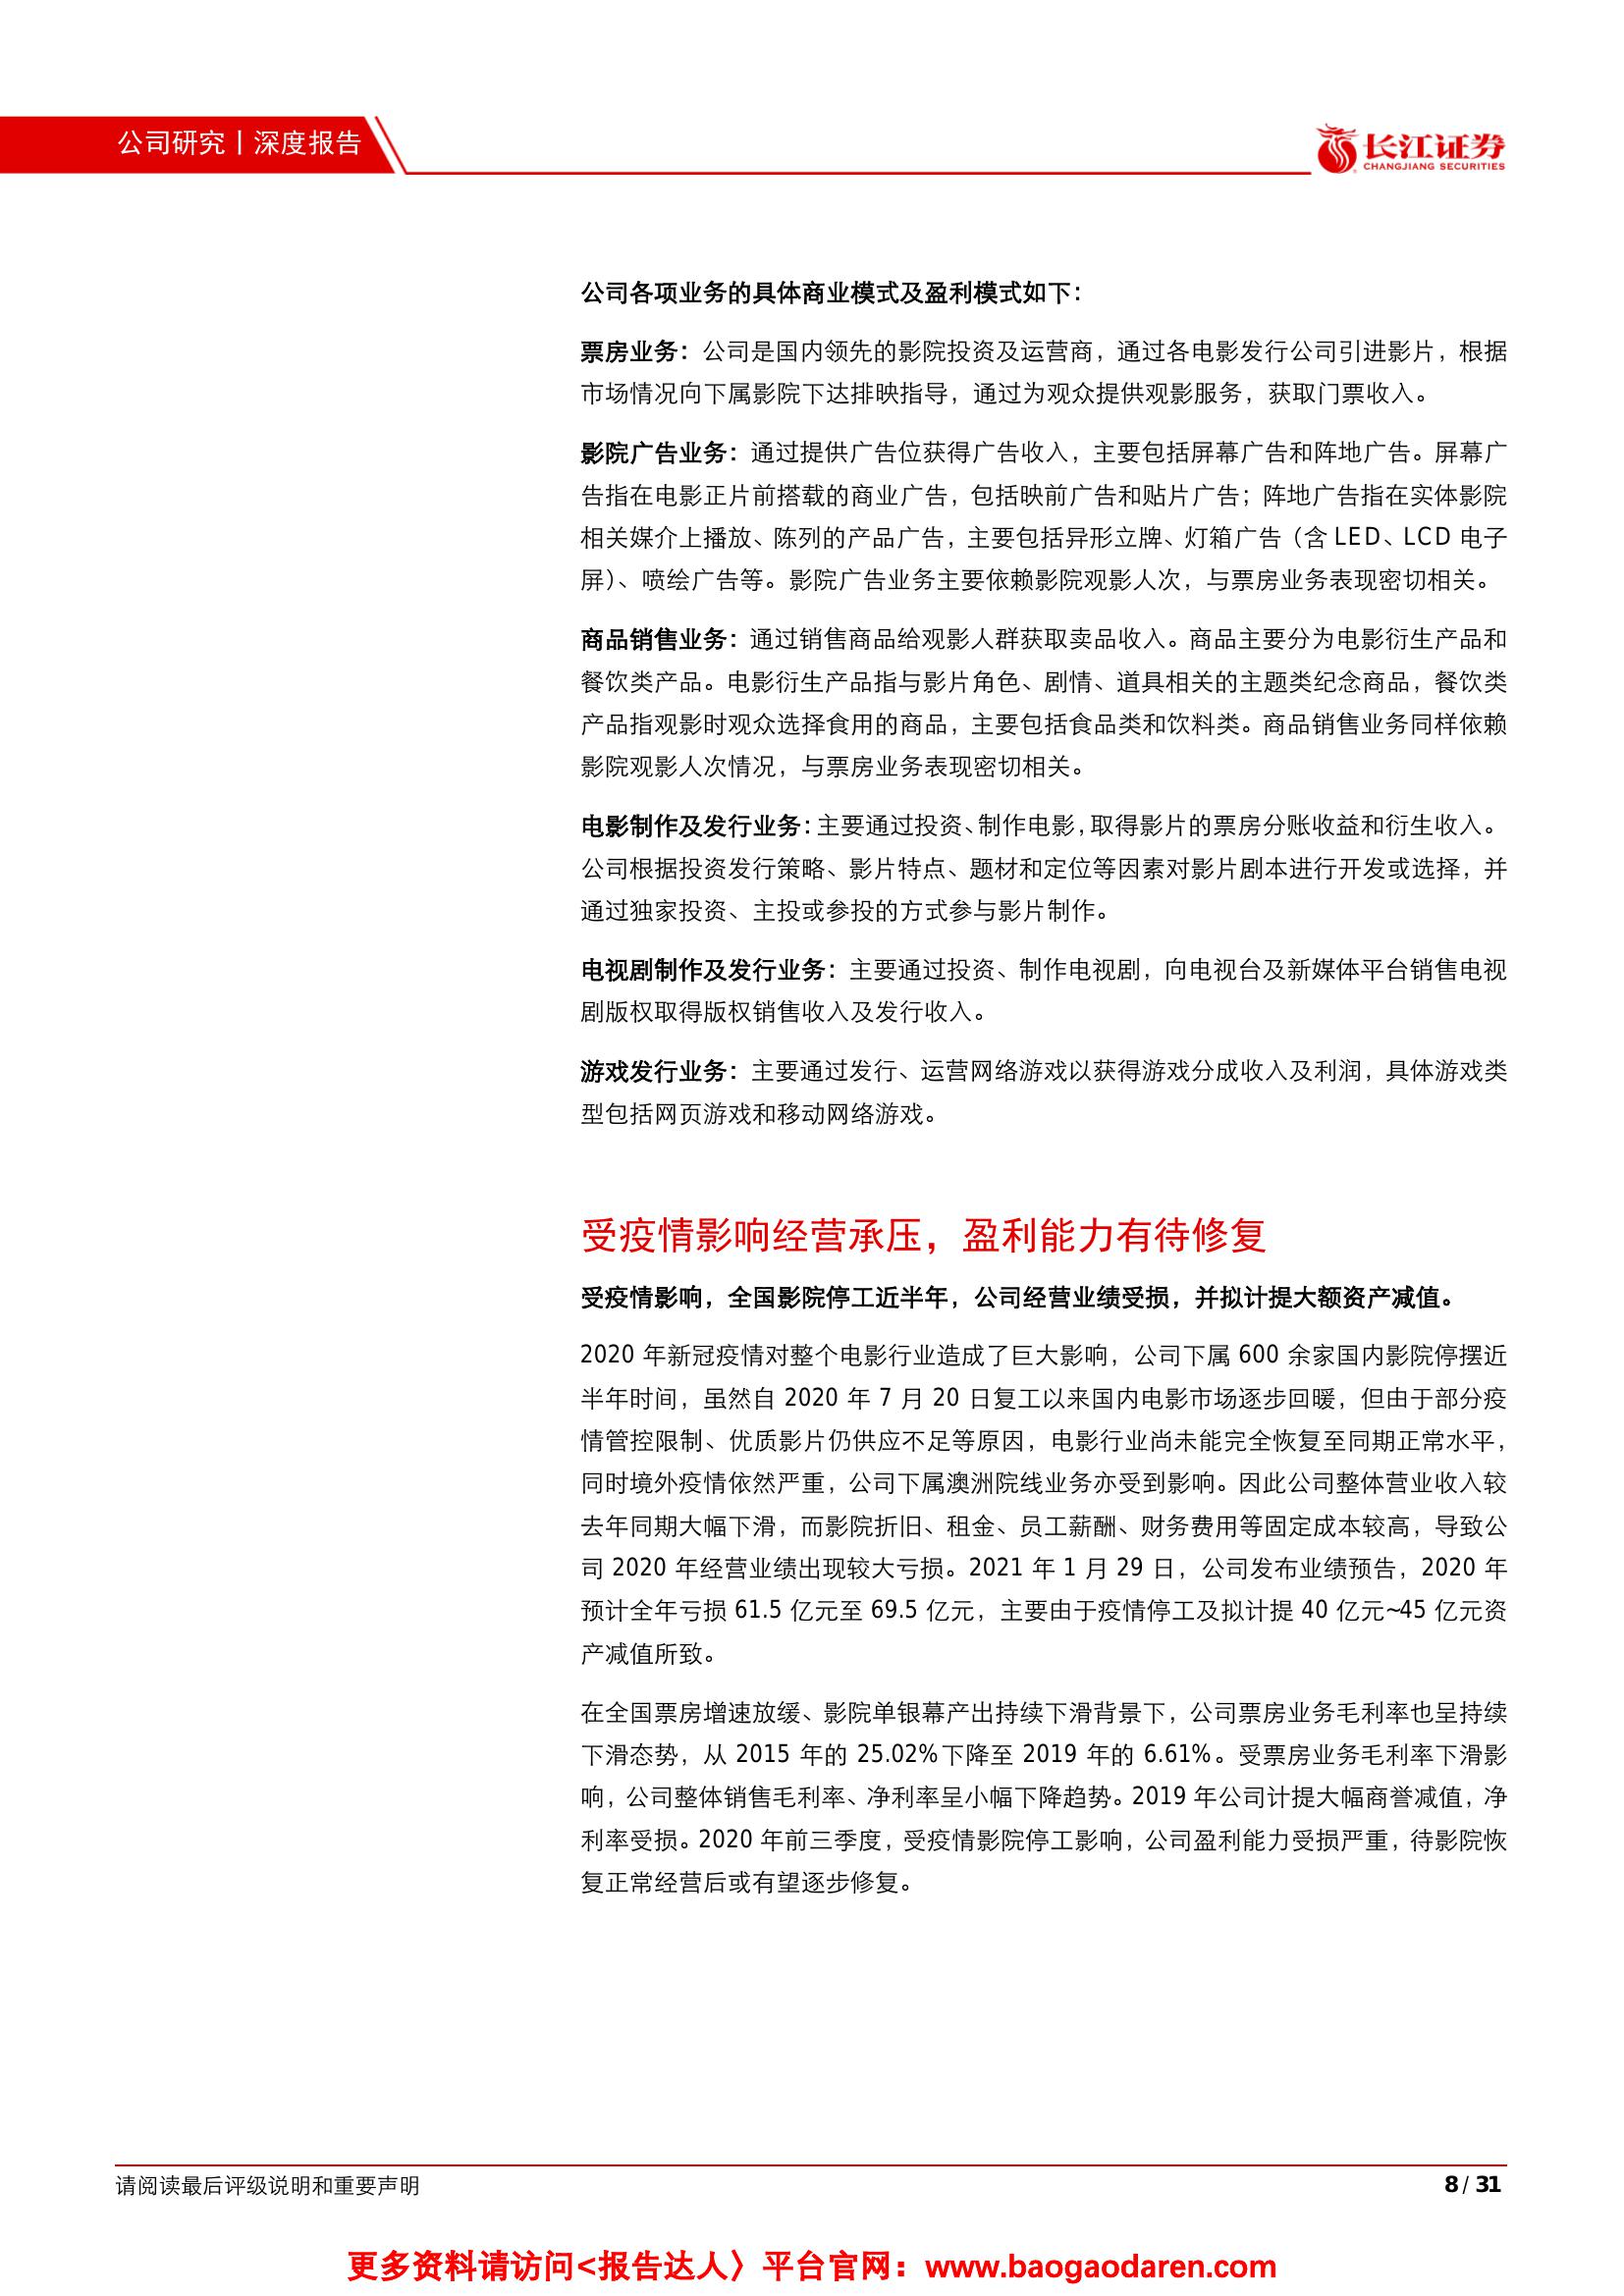 公司研究丨深度报告
长江证券
CHANGJIANG SECURITIES
公司各项业务的具体商业模式及盈利模式如下：
票房业务：公司是国内领先的影院投资及运营商，通过各电影发行公司引进影片，根据
市场情况向下属影院下达排映指导，通过为观众提供观影服务，获取门票收入。
影院广告业务：通过提供广告位获得广告收入，主要包括屏幕广告和阵地广告。屏幕广
告指在电影正片前搭载的商业广告，包括映前广告和贴片广告；阵地广告指在实体影院
相关媒介上播放、陈列的产品广告，主要包括异形立牌、灯箱广告（含 LED、LCD 电子
屏）、喷绘广告等。影院广告业务主要依赖影院观影人次，与票房业务表现密切相关。
商品销售业务：通过销售商品给观影人群获取卖品收入。商品主要分为电影衍生产品和
餐饮类产品。电影衍生产品指与影片角色、剧情、道具相关的主题类纪念商品，餐饮类
产品指观影时观众选择食用的商品，主要包括食品类和饮料类。商品销售业务同样依赖
影院观影人次情况，与票房业务表现密切相关。
电影制作及发行业务：主要通过投资、制作电影，取得影片的票房分账收益和衍生收入。
公司根据投资发行策略、影片特点、题材和定位等因素对影片剧本进行开发或选择，并
通过独家投资、主投或参投的方式参与影片制作。
电视剧制作及发行业务：主要通过投资、制作电视剧，向电视台及新媒体平台销售电视
剧版权取得版权销售收入及发行收入。
游戏发行业务：主要通过发行、运营网络游戏以获得游戏分成收入及利润，具体游戏类
型包括网页游戏和移动网络游戏。
受疫情影响经营承压，盈利能力有待修复
受疫情影响，全国影院停工近半年，公司经营业绩受损，并拟计提大额资产减值。
2020 年新冠疫情对整个电影行业造成了巨大影响，公司下属 600 余家国内影院停摆近
半年时间，虽然自 2020 年 7 月 20 日复工以来国内电影市场逐步回暖，但由于部分疫
情管控限制、优质影片仍供应不足等原因，电影行业尚未能完全恢复至同期正常水平，
同时境外疫情依然严重，公司下属澳洲院线业务亦受到影响。因此公司整体营业收入较
去年同期大幅下滑，而影院折旧、租金、员工薪酬、财务费用等固定成本较高，导致公
司 2020 年经营业绩出现较大亏损。2021 年 1 月 29 日，公司发布业绩预告，2020 年
预计全年亏损 61.5 亿元至 69.5 亿元，主要由于疫情停工及拟计提 40 亿元~45 亿元资
产减值所致。
在全国票房增速放缓、影院单银幕产出持续下滑背景下，公司票房业务毛利率也呈持续
下滑态势，从 2015 年的 25.02%下降至 2019 年的 6.61%。受票房业务毛利率下滑影
响，公司整体销售毛利率、净利率呈小幅下降趋势。2019 年公司计提大幅商誉减值，净
利率受损。2020 年前三季度，受疫情影院停工影响，公司盈利能力受损严重，待影院恢
复正常经营后或有望逐步修复。
请阅读最后评级说明和重要声明
8 / 31
更多资料请访问<报告达人〉平台官网：www.baogaodaren.com